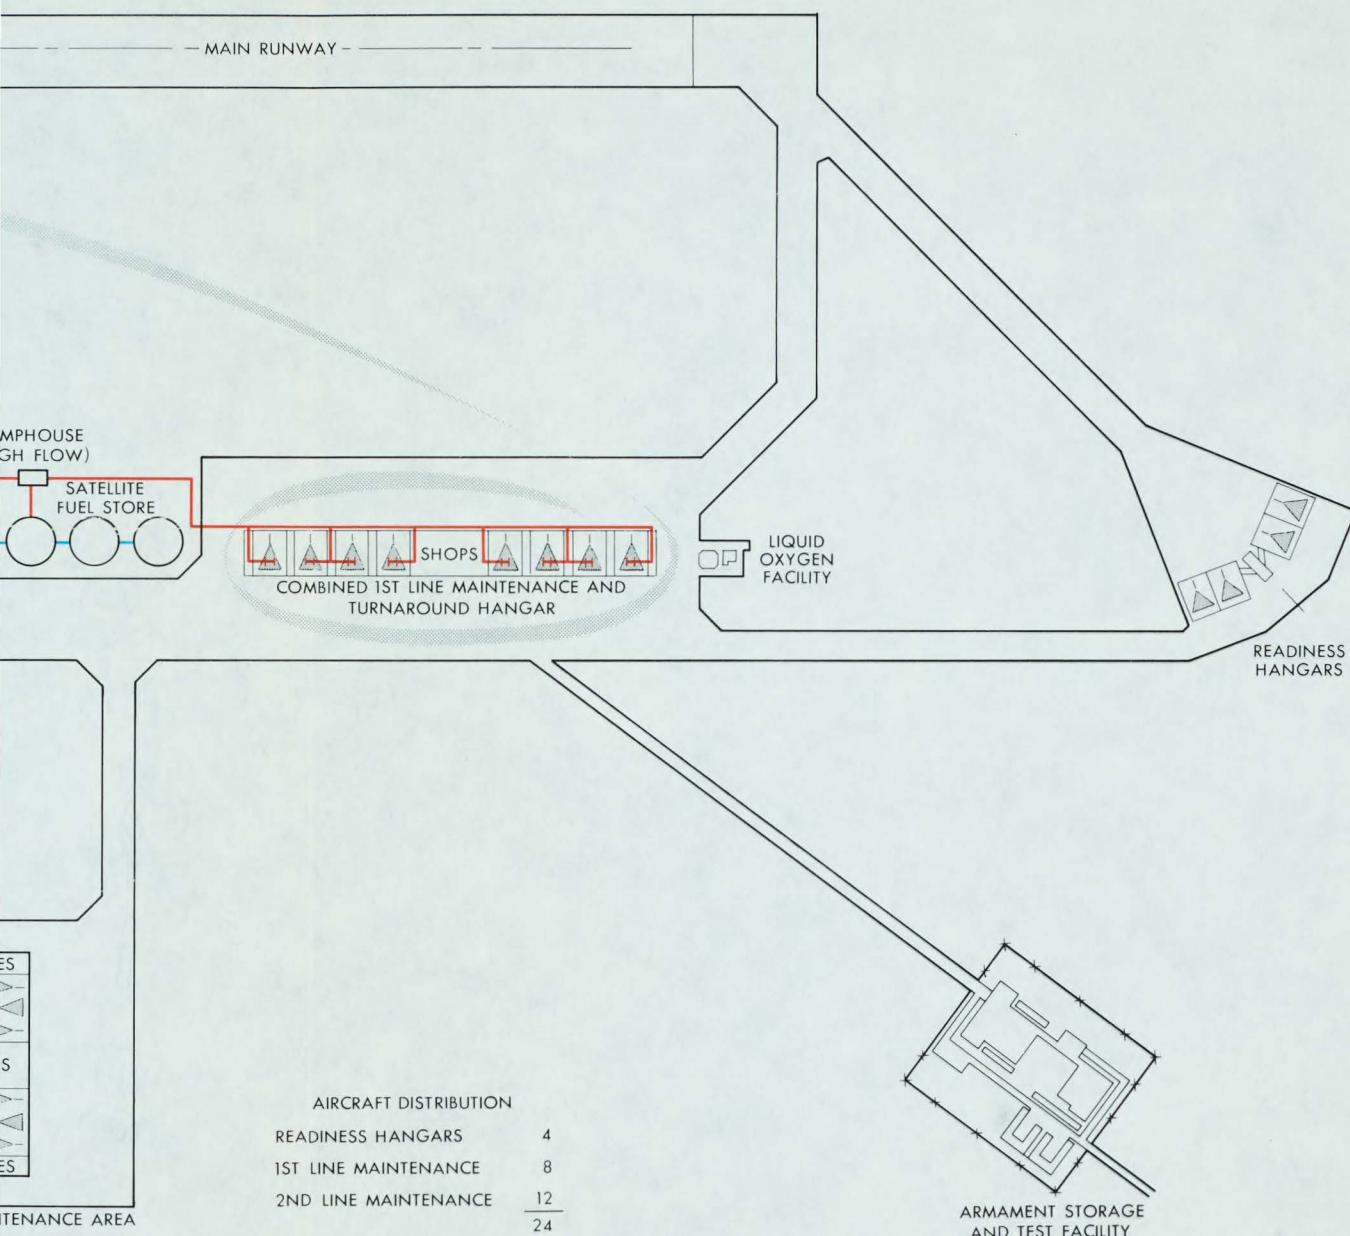 MAIN RUNWAY
MPHOUSE
GH FLOW)
SATELLITE
FUEL STORE
SHOPS
COMBINED 1ST LINE MAINTENANCE AND
TURNAROUND HANGAR
LIQUID
OXYGEN
FACILITY
READINESS
HANGARS
ES
S
ES
TENANCE AREA
AIRCRAFT DISTRIBUTION
READINESS HANGARS 4
1ST LINE MAINTENANCE 8
2ND LINE MAINTENANCE 12
24
ARMAMENT STORAGE
AND TEST FACILITY